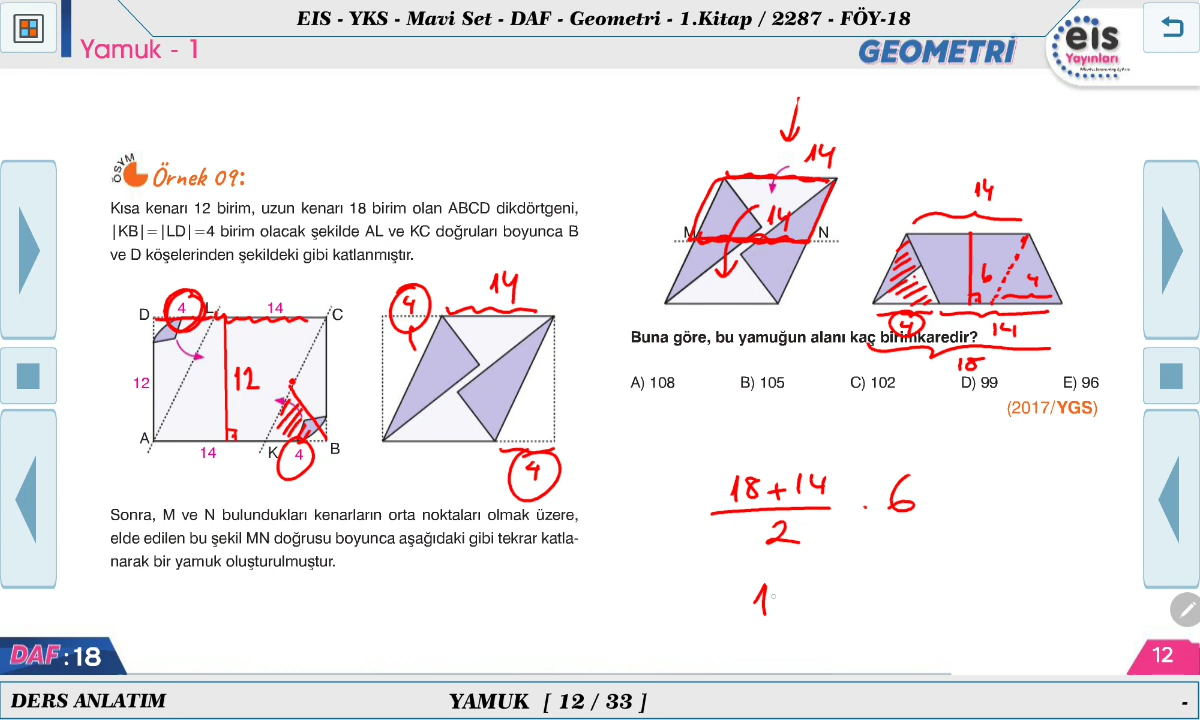 EIS - YKS - Mavi Set - DAF - Geometri - 1.Kitap / 2287 - FÖY-18
Yamuk - 1
GEOMETRİ
eis
Yayınları
ÖSYM
Örnek 09:
Kısa kenarı 12 birim, uzun kenarı 18 birim olan ABCD dikdörtgeni,
|KB|=|LD|=4 birim olacak şekilde AL ve KC doğruları boyunca B
ve D köşelerinden şekildeki gibi katlanmıştır.
D 4 L 14 C
12
12
A 14 K 4 B
4 14
4
Sonra, M ve N bulundukları kenarların orta noktaları olmak üzere,
elde edilen bu şekil MN doğrusu boyunca aşağıdaki gibi tekrar katla-
narak bir yamuk oluşturulmuştur.
14
M 14 N
14
6 4
4 14
18
Buna göre, bu yamuğun alanı kaç birimkaredir?
A) 108 B) 105 C) 102 D) 99 E) 96
(2017/YGS)
18+14
2
. 6
1
DAF:18
12
DERS ANLATIM
YAMUK [ 12 / 33 ]
-